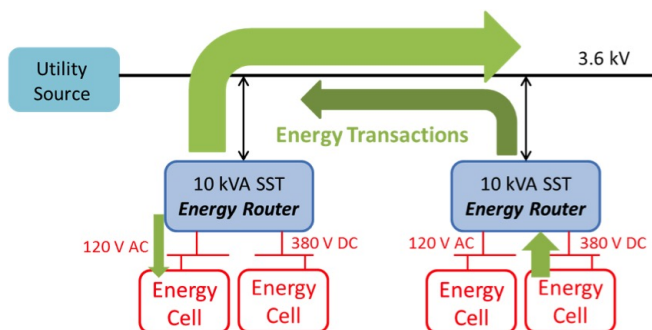 Utility
Source
3.6 kV
Energy Transactions
10 kVA SST
Energy Router
10 kVA SST
Energy Router
120 V AC
380 V DC
120 V AC
380 V DC
Energy
Cell
Energy
Cell
Energy
Cell
Energy
Cell